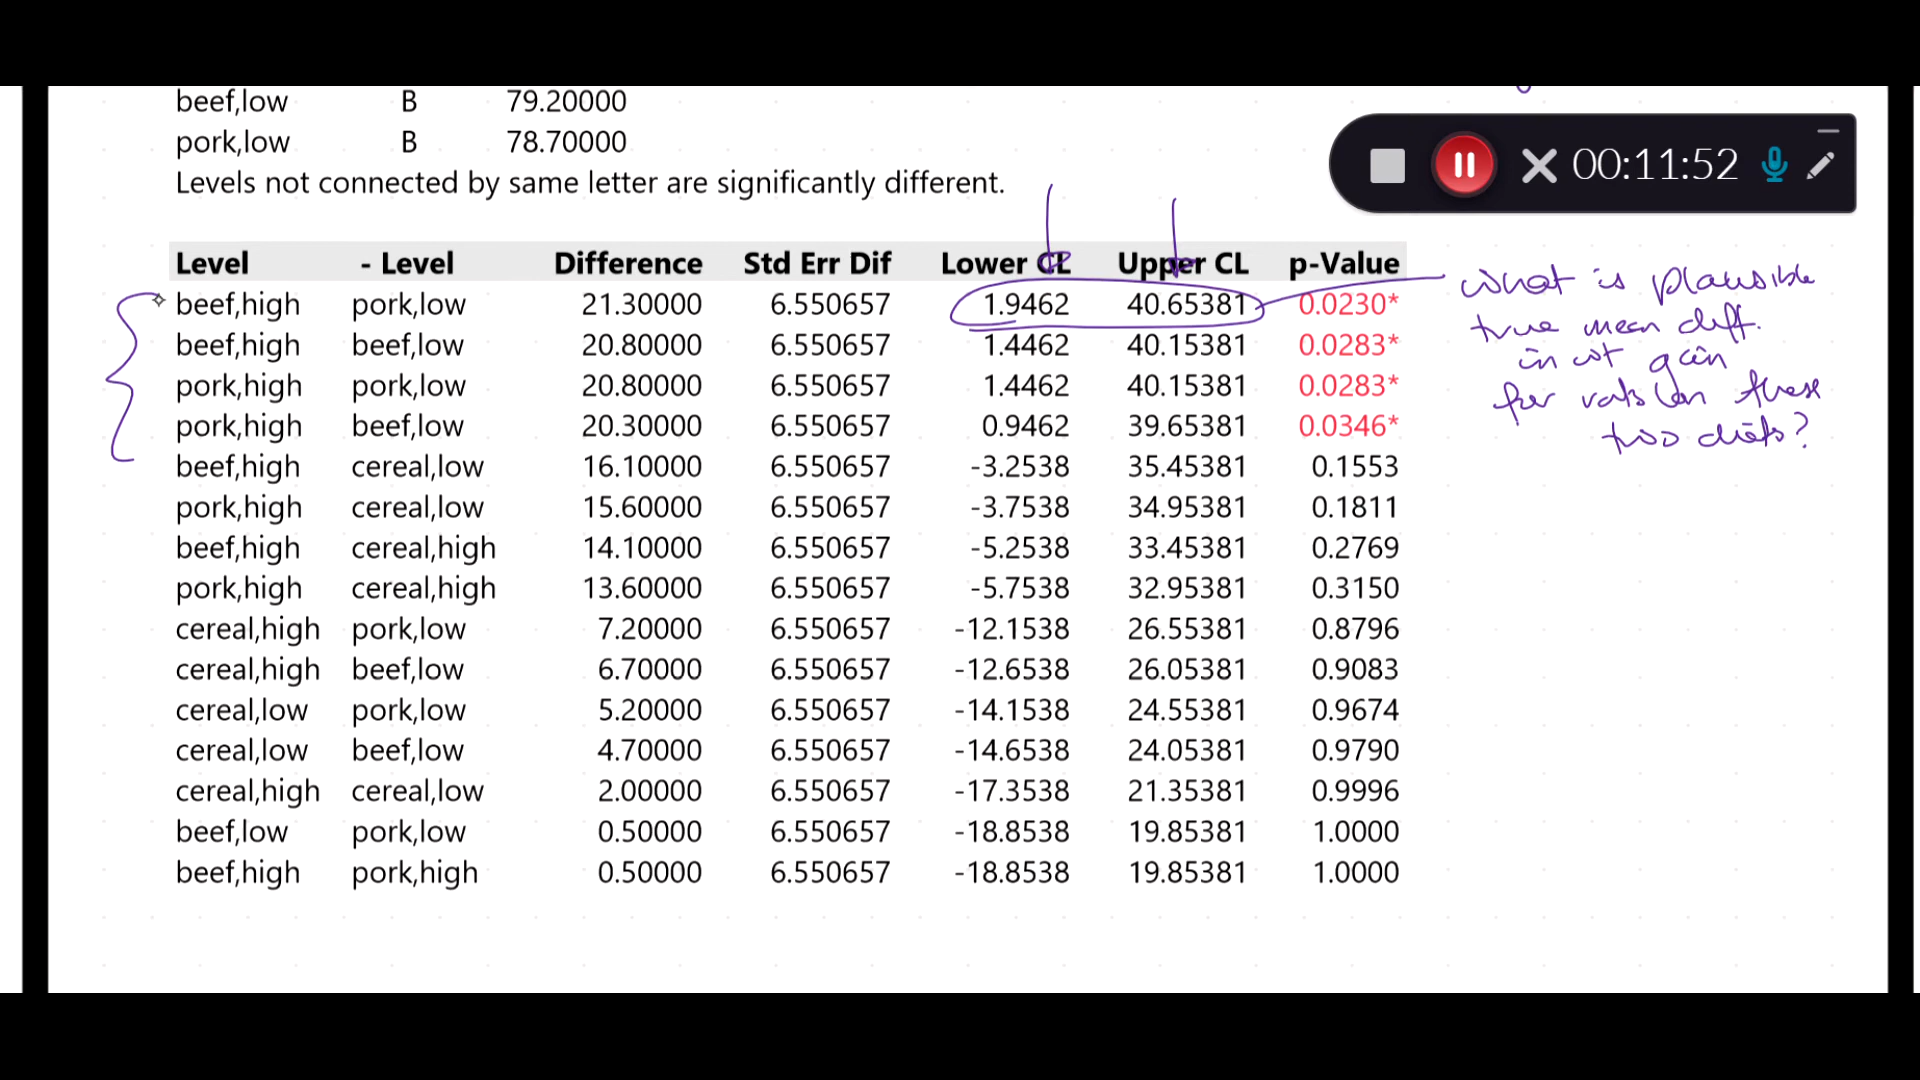 beef,low B 79.20000
pork,low B 78.70000
Levels not connected by same letter are significantly different.
00:11:52
Level - Level Difference Std Err Dif Lower CL Upper CL p-Value
beef,high pork,low 21.30000 6.550657 1.9462 40.65381 0.0230*
beef,high beef,low 20.80000 6.550657 1.4462 40.15381 0.0283*
pork,high pork,low 20.80000 6.550657 1.4462 40.15381 0.0283*
pork,high beef,low 20.30000 6.550657 0.9462 39.65381 0.0346*
beef,high cereal,low 16.10000 6.550657 -3.2538 35.45381 0.1553
pork,high cereal,low 15.60000 6.550657 -3.7538 34.95381 0.1811
beef,high cereal,high 14.10000 6.550657 -5.2538 33.45381 0.2769
pork,high cereal,high 13.60000 6.550657 -5.7538 32.95381 0.3150
cereal,high pork,low 7.20000 6.550657 -12.1538 26.55381 0.8796
cereal,high beef,low 6.70000 6.550657 -12.6538 26.05381 0.9083
cereal,low pork,low 5.20000 6.550657 -14.1538 24.55381 0.9674
cereal,low beef,low 4.70000 6.550657 -14.6538 24.05381 0.9790
cereal,high cereal,low 2.00000 6.550657 -17.3538 21.35381 0.9996
beef,low pork,low 0.50000 6.550657 -18.8538 19.85381 1.0000
beef,high pork,high 0.50000 6.550657 -18.8538 19.85381 1.0000
What is plausible
true mean diff.
in wt gain
for rats on these
two diets?